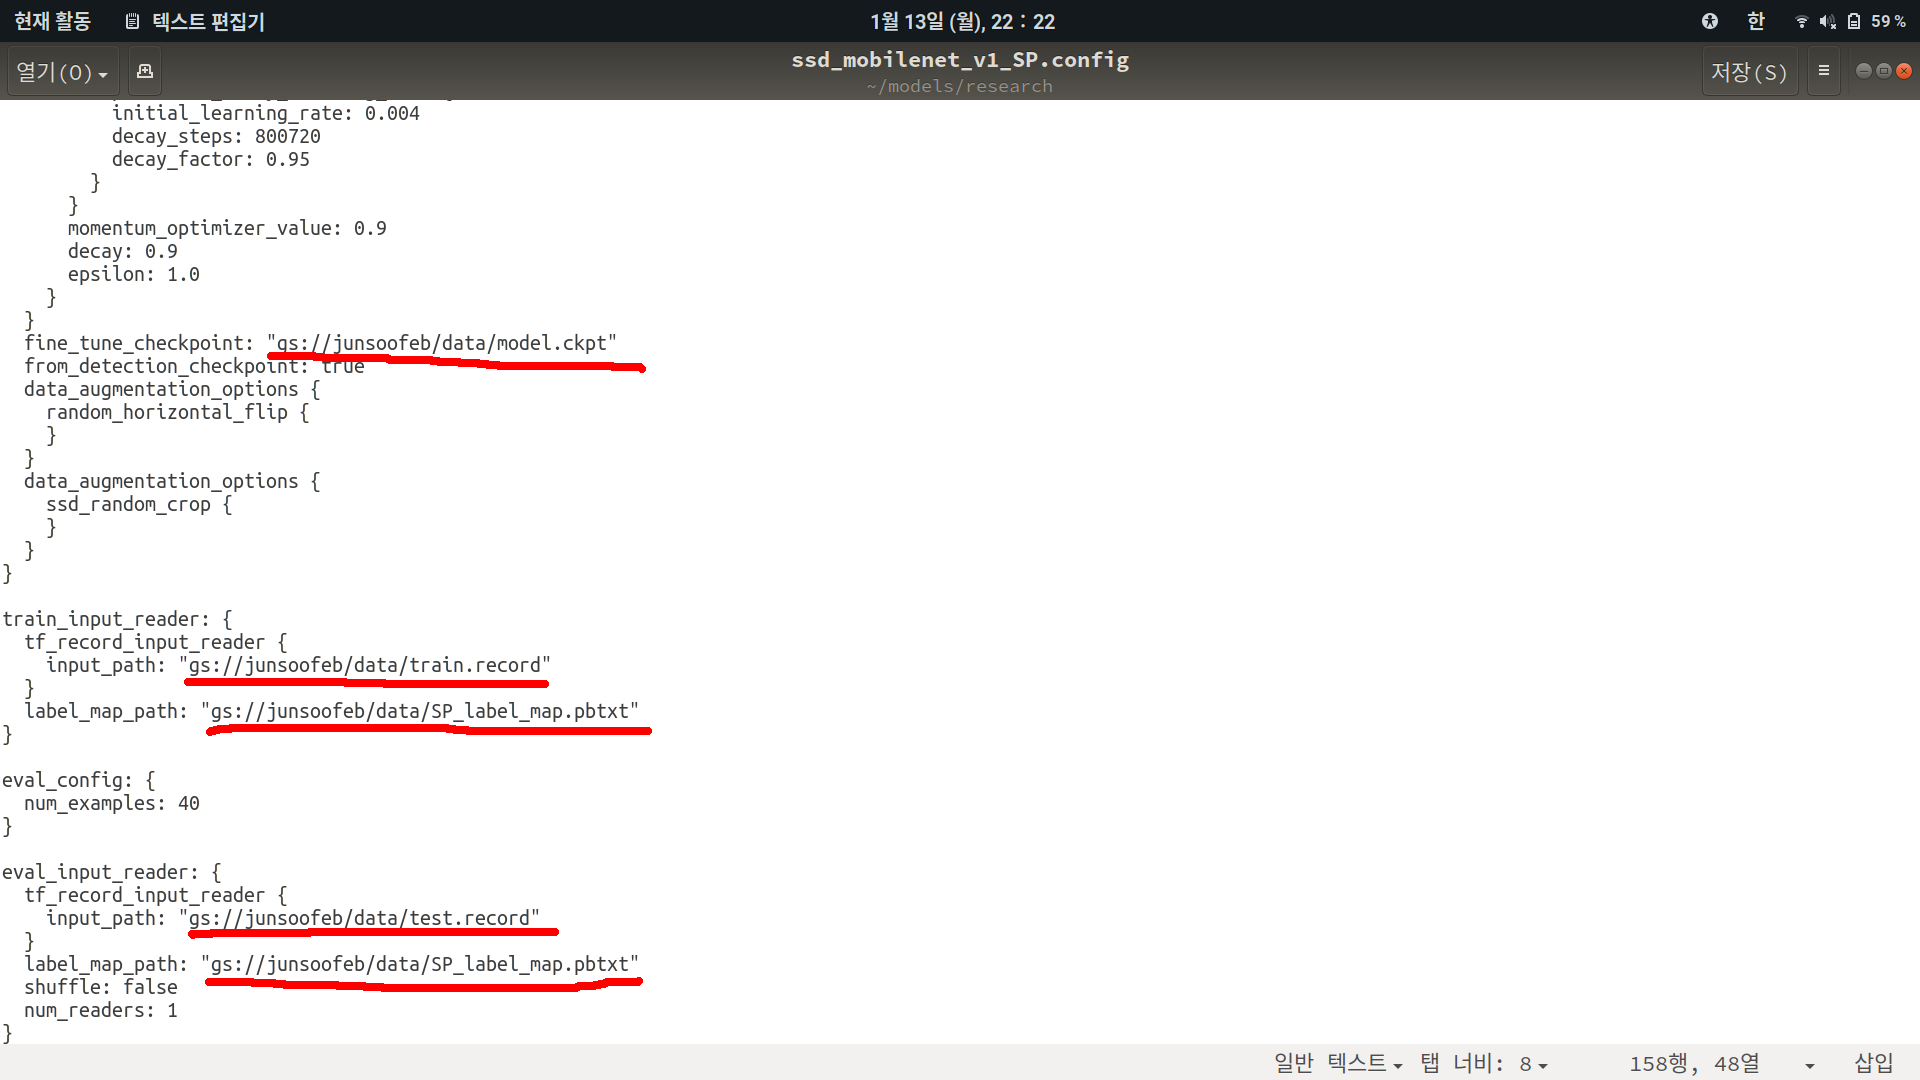 현재 활동 텍스트 편집기 1월 13일 (월), 22 : 22 한 59 %
열기(O) ssd_mobilenet_v1_SP.config 저장(S)
~/models/research
initial_learning_rate: 0.004
decay_steps: 800720
decay_factor: 0.95
}
}
momentum_optimizer_value: 0.9
decay: 0.9
epsilon: 1.0
}
}
fine_tune_checkpoint: "gs://junsoofeb/data/model.ckpt"
from_detection_checkpoint: true
data_augmentation_options {
random_horizontal_flip {
}
}
data_augmentation_options {
ssd_random_crop {
}
}
}
train_input_reader: {
tf_record_input_reader {
input_path: "gs://junsoofeb/data/train.record"
}
label_map_path: "gs://junsoofeb/data/SP_label_map.pbtxt"
}
eval_config: {
num_examples: 40
}
eval_input_reader: {
tf_record_input_reader {
input_path: "gs://junsoofeb/data/test.record"
}
label_map_path: "gs://junsoofeb/data/SP_label_map.pbtxt"
shuffle: false
num_readers: 1
}
일반 텍스트 탭 너비: 8 158행, 48열 삽입